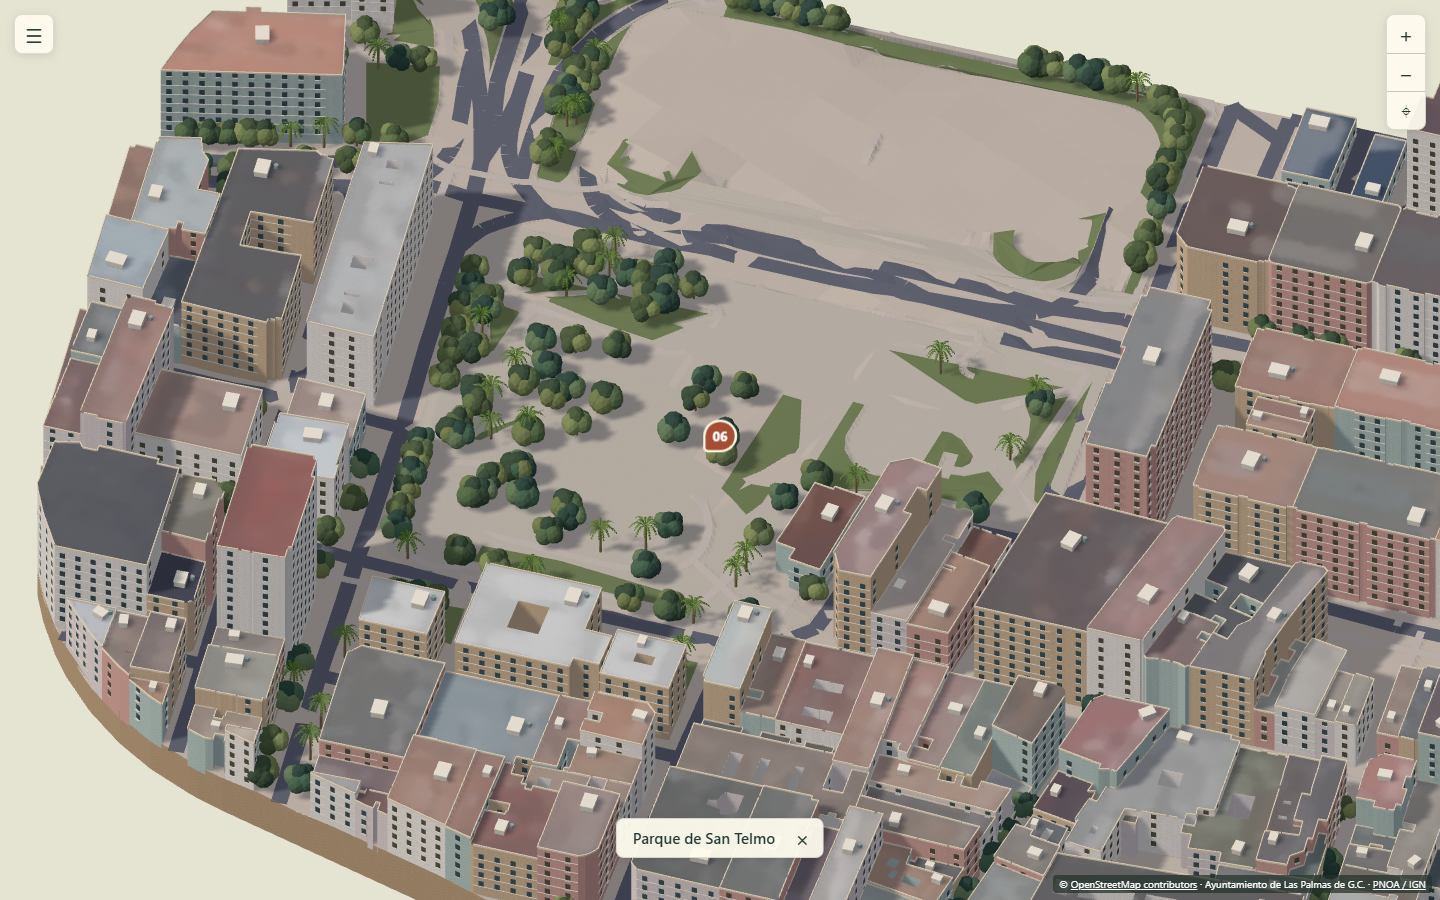 06
Parque de San Telmo
© OpenStreetMap contributors · Ayuntamiento de Las Palmas de G.C. · PNOA / IGN